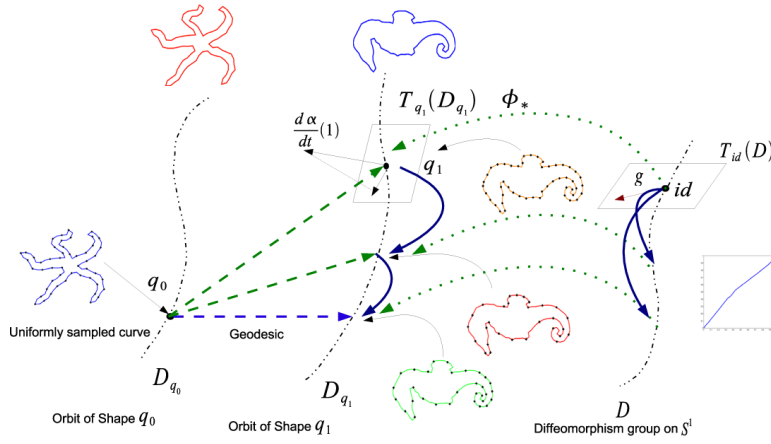 T_{q_1}(D_{q_1})
ϕ_*
\frac{d α}{dt}(1)
T_{id}(D)
q_1
g
id
q_0
Uniformly sampled curve
Geodesic
D_{q_0}
D_{q_1}
D
Orbit of Shape q_0
Orbit of Shape q_1
Diffeomorphism group on S^1